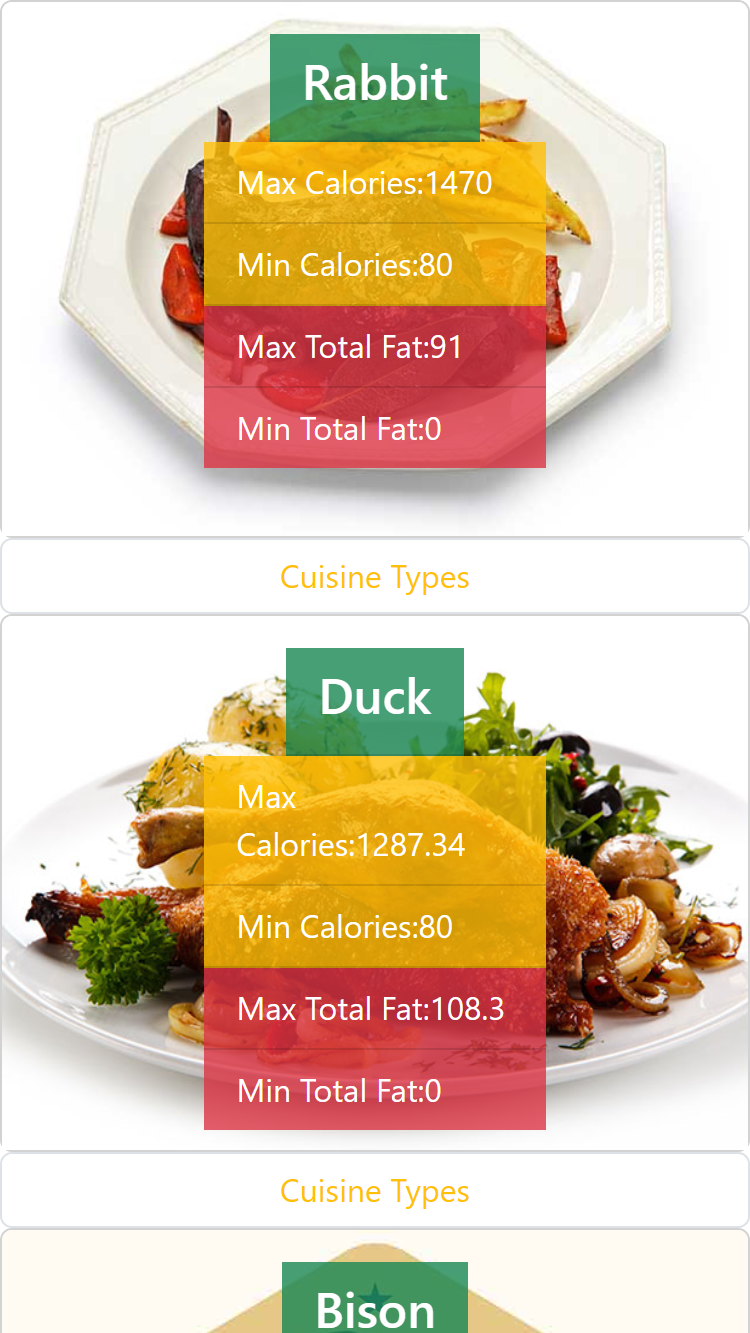 Rabbit
Max Calories:1470
Min Calories:80
Max Total Fat:91
Min Total Fat:0
Cuisine Types
Duck
Max
Calories:1287.34
Min Calories:80
Max Total Fat:108.3
Min Total Fat:0
Cuisine Types
Bison